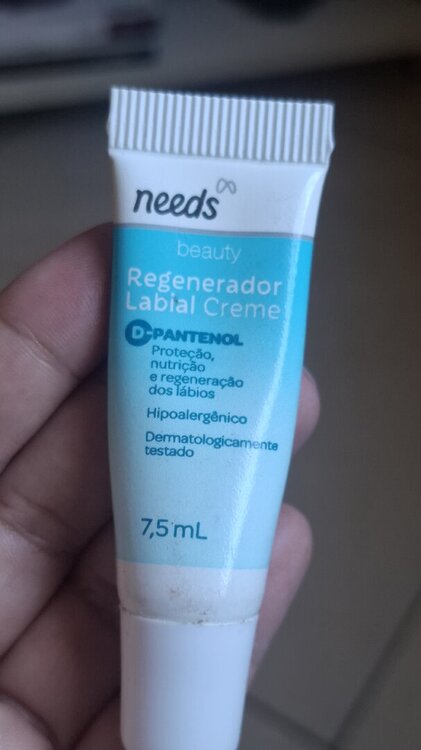 needs
beauty
Regenerador
Labial Creme
D-PANTENOL
Proteção,
nutrição
e regeneração
dos lábios
Hipoalergênico
Dermatologicamente
testado
7,5 mL